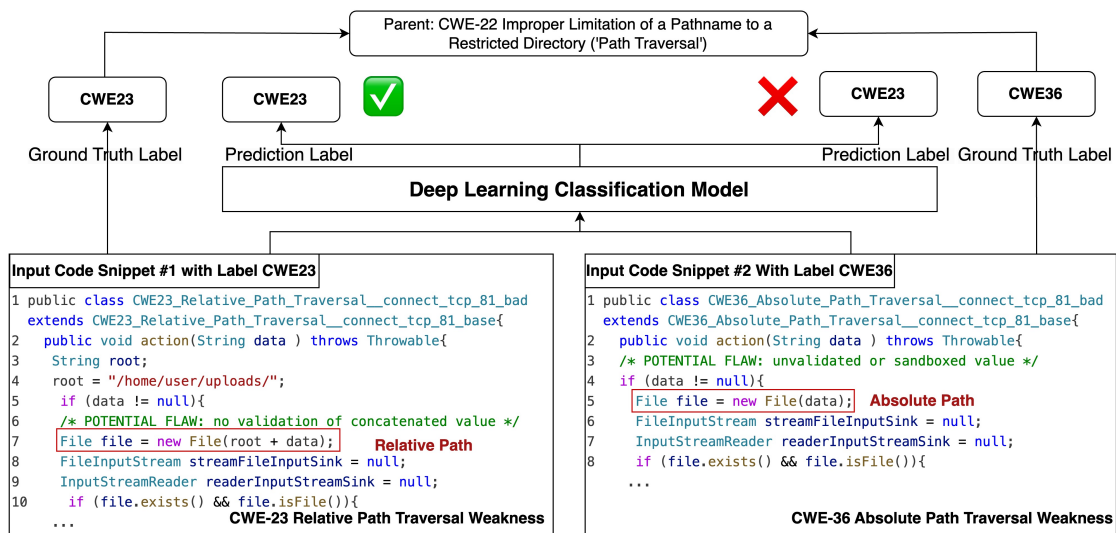 Parent: CWE-22 Improper Limitation of a Pathname to a
Restricted Directory ('Path Traversal')
CWE23
CWE23
CWE23
CWE36
Ground Truth Label
Prediction Label
Prediction Label
Ground Truth Label
Deep Learning Classification Model
Input Code Snippet #1 with Label CWE23
1 public class CWE23_Relative_Path_Traversal__connect_tcp_81_bad
extends CWE23_Relative_Path_Traversal__connect_tcp_81_base{
2 public void action(String data ) throws Throwable{
3 String root;
4 root = "/home/user/uploads/";
5 if (data != null){
6 /* POTENTIAL FLAW: no validation of concatenated value */
7 File file = new File(root + data);
Relative Path
8 FileInputStream streamFileInputSink = null;
9 InputStreamReader readerInputStreamSink = null;
10 if (file.exists() && file.isFile()){
...
CWE-23 Relative Path Traversal Weakness
Input Code Snippet #2 With Label CWE36
1 public class CWE36_Absolute_Path_Traversal__connect_tcp_81_bad
extends CWE36_Absolute_Path_Traversal__connect_tcp_81_base{
2 public void action(String data ) throws Throwable{
3 /* POTENTIAL FLAW: unvalidated or sandboxed value */
4 if (data != null){
5 File file = new File(data);
Absolute Path
6 FileInputStream streamFileInputSink = null;
7 InputStreamReader readerInputStreamSink = null;
8 if (file.exists() && file.isFile()){
...
CWE-36 Absolute Path Traversal Weakness